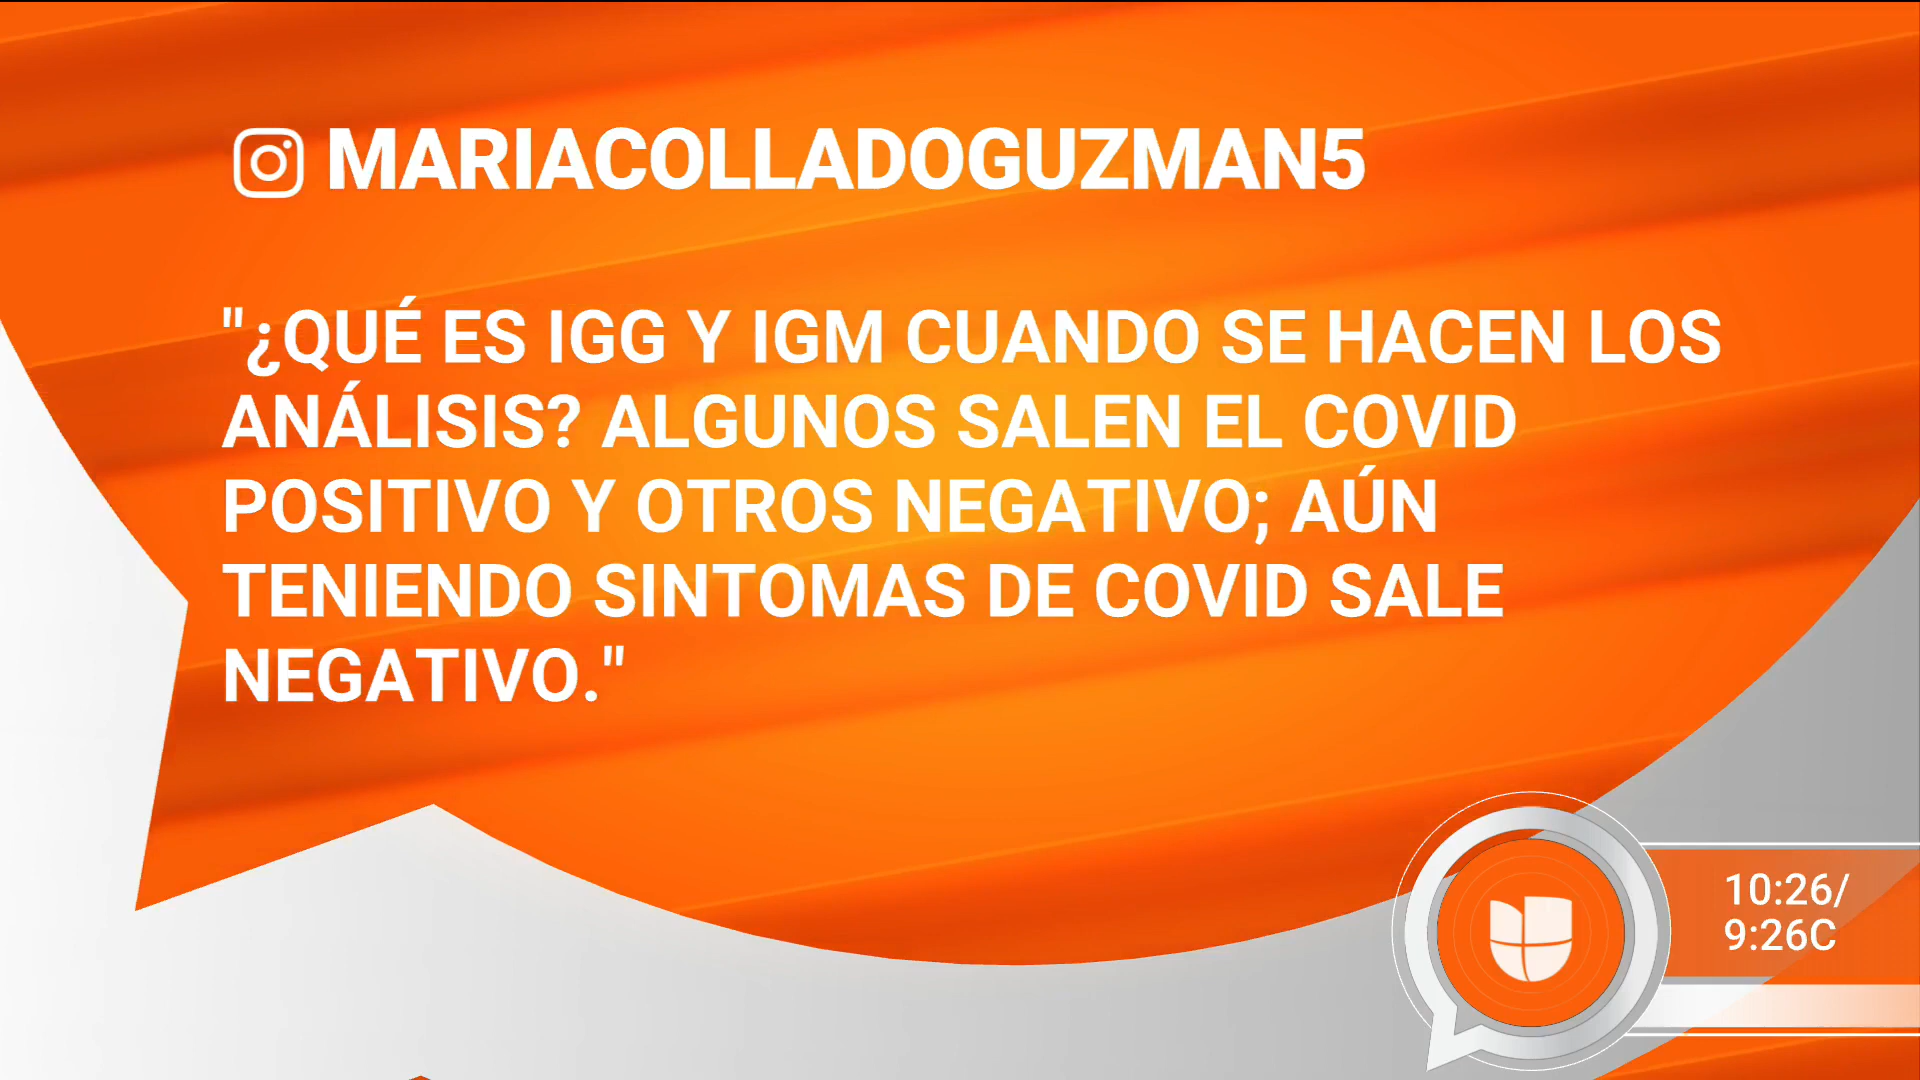 MARIACOLLADOGUZMAN5
"¿QUÉ ES IGG Y IGM CUANDO SE HACEN LOS
ANÁLISIS? ALGUNOS SALEN EL COVID
POSITIVO Y OTROS NEGATIVO; AÚN
TENIENDO SINTOMAS DE COVID SALE
NEGATIVO."
10:26/
9:26C